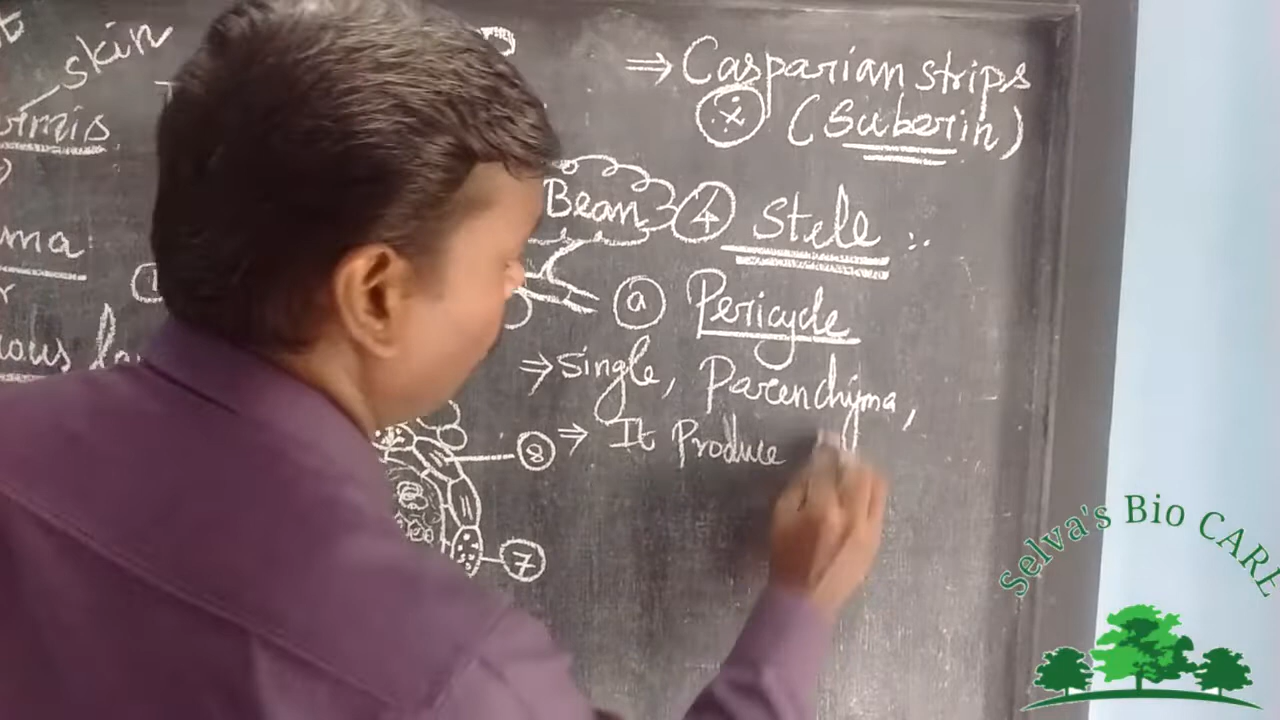 skin
⇒ Casparian strips
(Suberin)
Bean
④ Stele :-
ⓐ Pericycle
⇒ Single, Parenchyma,
⇒ It Produce
⑧
⑦
Selva's Bio CARE